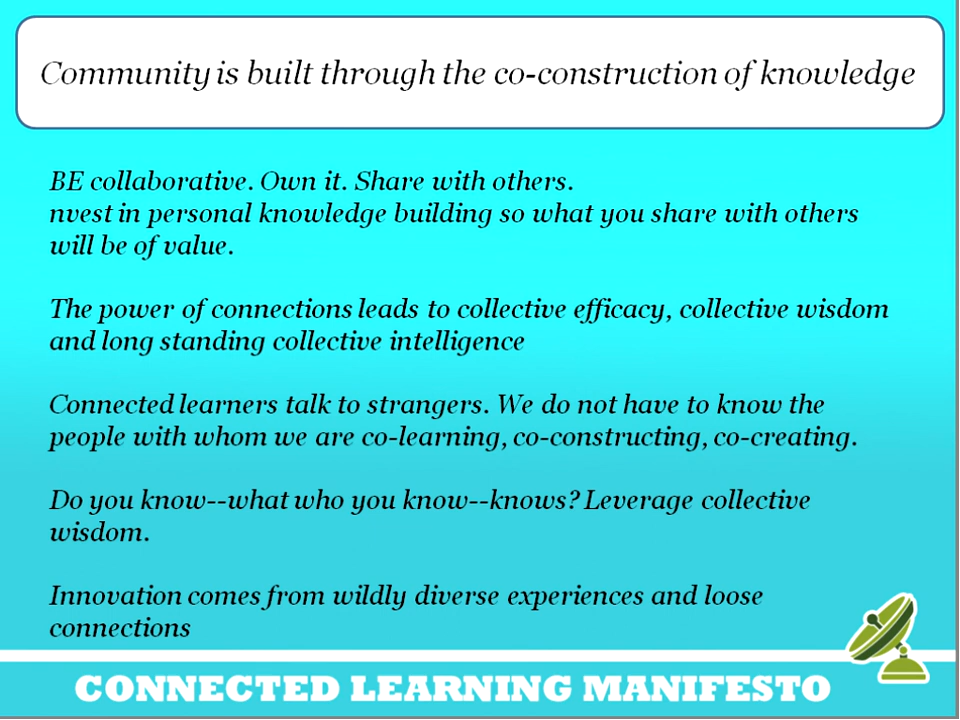 Community is built through the co-construction of knowledge
BE collaborative. Own it. Share with others.
nvest in personal knowledge building so what you share with others
will be of value.
The power of connections leads to collective efficacy, collective wisdom
and long standing collective intelligence
Connected learners talk to strangers. We do not have to know the
people with whom we are co-learning, co-constructing, co-creating.
Do you know--what who you know--knows? Leverage collective
wisdom.
Innovation comes from wildly diverse experiences and loose
connections
CONNECTED LEARNING MANIFESTO